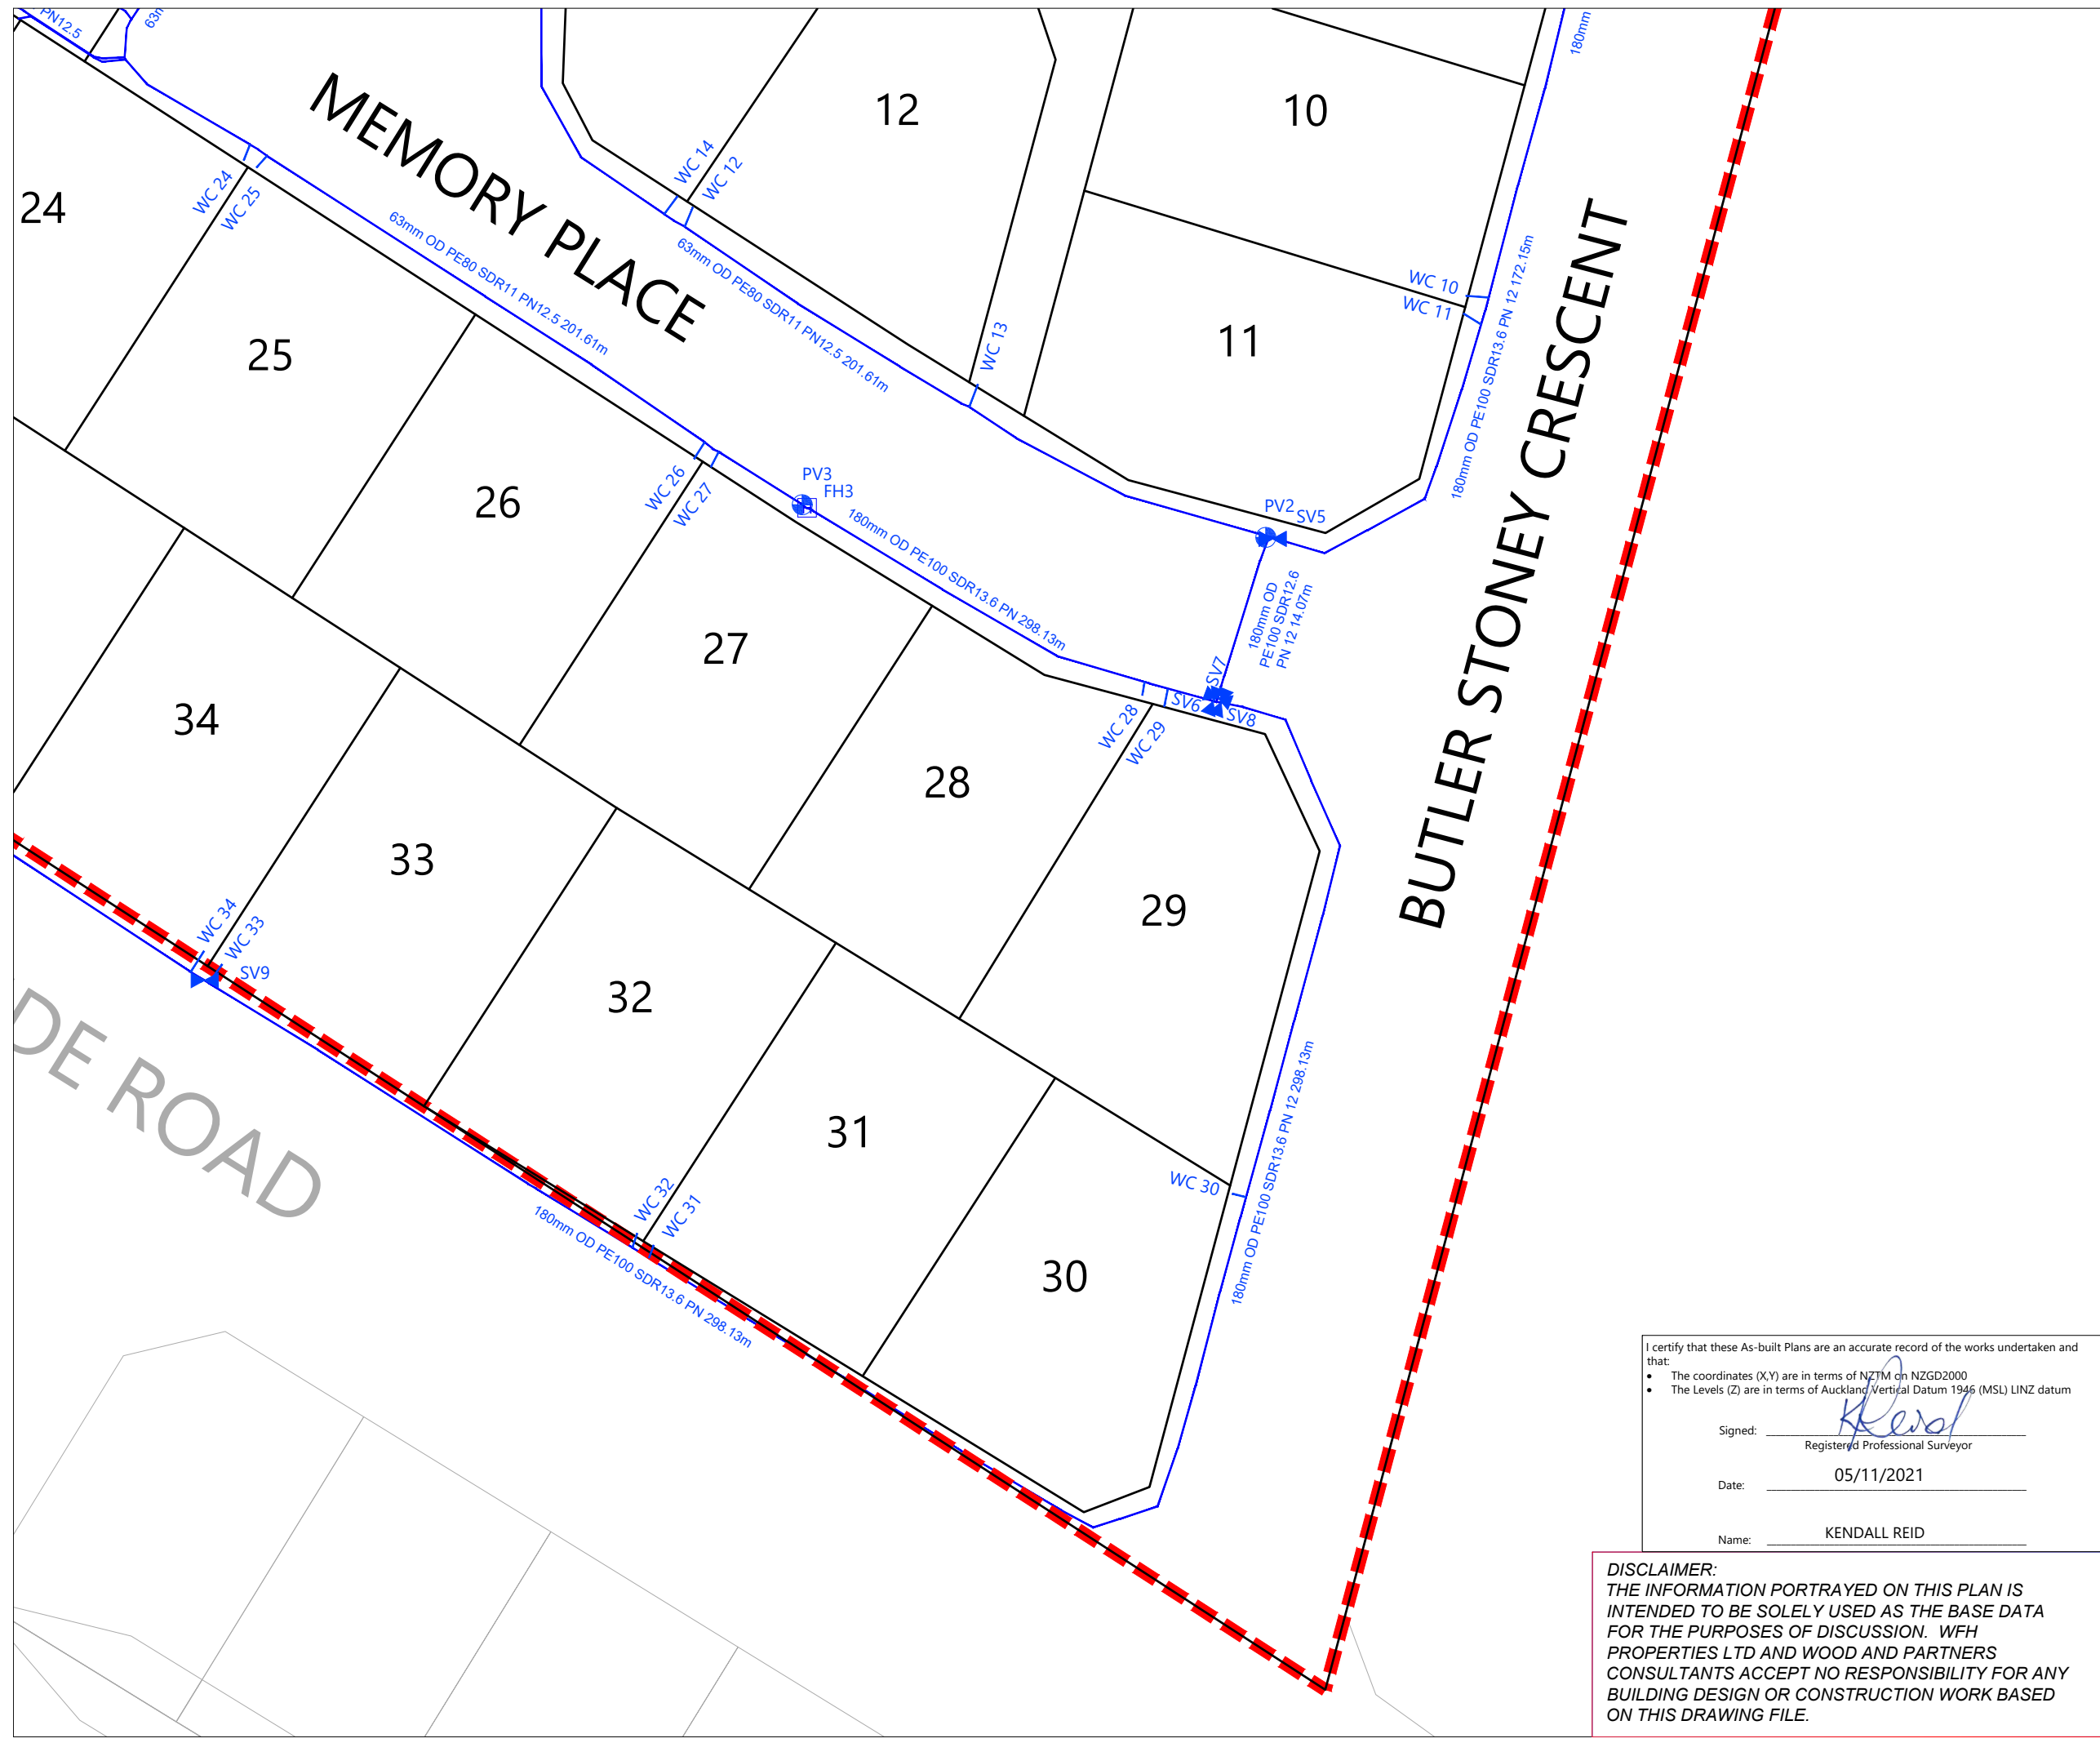 PN12.5
MEMORY PLACE
12
10
180mm
WC 14
WC 12
24
WC 24
WC 25
63mm OD PE80 SDR11 PN12.5 201.61m
63mm OD PE80 SDR11 PN12.5 201.61m
WC 10
WC 11
180mm OD PE100 SDR13.6 PN 12 172.15m
BUTLER STONEY CRESCENT
25
11
WC 13
26
WC 26
WC 27
PV3
FH3
180mm OD PE100 SDR13.6 PN 298.13m
PV2
SV5
180mm OD
PE100 SDR12.6
PN 12 14.07m
27
SV7
SV6
SV8
WC 28
WC 29
34
28
33
29
WC 34
WC 33
SV9
32
DE ROAD
31
180mm OD PE100 SDR13.6 PN 12 298.13m
WC 30
WC 32
WC 31
180mm OD PE100 SDR13.6 PN 298.13m
30
I certify that these As-built Plans are an accurate record of the works undertaken and
that:
• The coordinates (X,Y) are in terms of NZTM on NZGD2000
• The Levels (Z) are in terms of Auckland Vertical Datum 1946 (MSL) LINZ datum
Signed: KReid
Registered Professional Surveyor
Date: 05/11/2021
Name: KENDALL REID
DISCLAIMER:
THE INFORMATION PORTRAYED ON THIS PLAN IS
INTENDED TO BE SOLELY USED AS THE BASE DATA
FOR THE PURPOSES OF DISCUSSION. WFH
PROPERTIES LTD AND WOOD AND PARTNERS
CONSULTANTS ACCEPT NO RESPONSIBILITY FOR ANY
BUILDING DESIGN OR CONSTRUCTION WORK BASED
ON THIS DRAWING FILE.